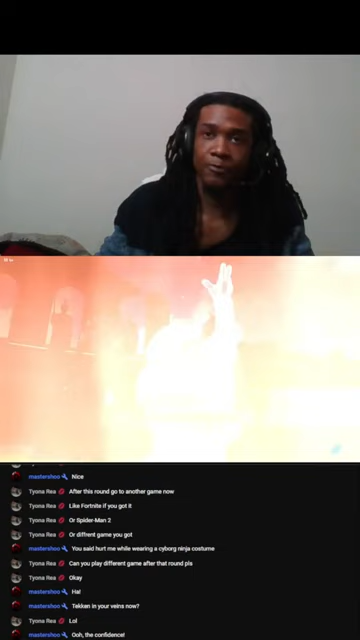 mastershoo Nice
Tyona Rea After this round go to another game now
Tyona Rea Like Fortnite if you got it
Tyona Rea Or Spider-Man 2
Tyona Rea Or diffrent game you got
mastershoo You said hurt me while wearing a cyborg ninja costume
Tyona Rea Can you play different game after that round pls
Tyona Rea Okay
mastershoo Ha!
mastershoo Tekken in your veins now?
Tyona Rea Lol
mastershoo Ooh, the confidence!